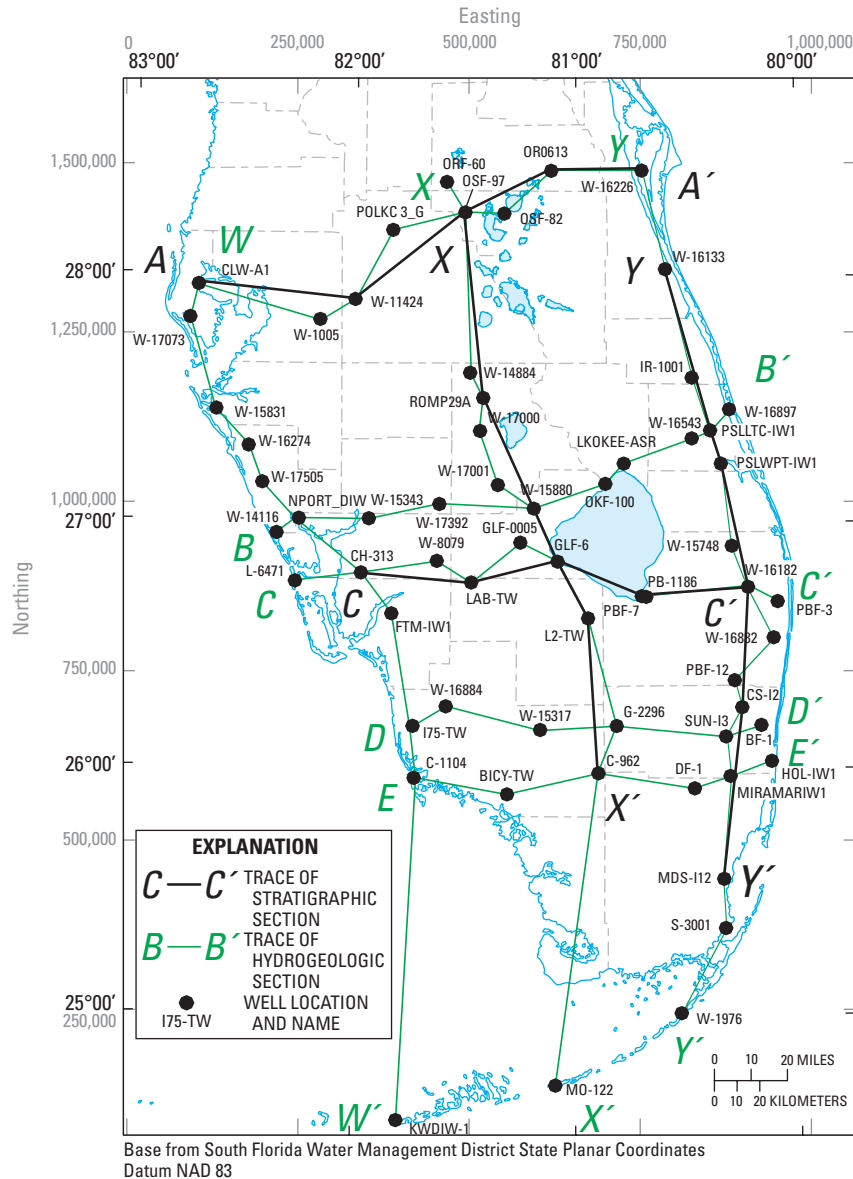 Easting
0 250,000 500,000 750,000 1,000,000
83°00′ 82°00′ 81°00′ 80°00′
Northing
1,500,000
28°00′
1,250,000
1,000,000
27°00′
750,000
26°00′
500,000
25°00′
250,000
ORF-60
OSF-97
OR0613
Y
X
W-16226
A′
POLKC 3_G
OSF-82
W
A
X
Y
CLW-A1
W-16133
W-11424
W-17073
W-1005
IR-1001
B′
W-14884
ROMP29A
W-15831
W-17000
W-16897
W-16543
PSLLTC-IW1
W-16274
LKOKEE-ASR
PSLWPT-IW1
W-17001
W-17505
W-15880
NPORT_DIW
W-15343
OKF-100
W-14116
W-17392
GLF-0005
B
W-8079
GLF-6
W-15748
CH-313
W-16182
L-6471
PB-1186
C
C
LAB-TW
PBF-7
C′
C′
PBF-3
FTM-IW1
L2-TW
W-16882
PBF-12
W-16884
CS-I2
D
W-15317
G-2296
SUN-I3
D′
I75-TW
BF-1
E′
C-1104
C-962
DF-1
HOL-IW1
E
BICY-TW
MIRAMARIW1
X′
MDS-I12
Y′
S-3001
W-1976
Y′
MO-122
W′
KWDIW-1
X′
EXPLANATION
C C′ TRACE OF
STRATIGRAPHIC
SECTION
B B′ TRACE OF
HYDROGEOLOGIC
SECTION
WELL LOCATION
I75-TW AND NAME
0 10 20 MILES
0 10 20 KILOMETERS
Base from South Florida Water Management District State Planar Coordinates
Datum NAD 83